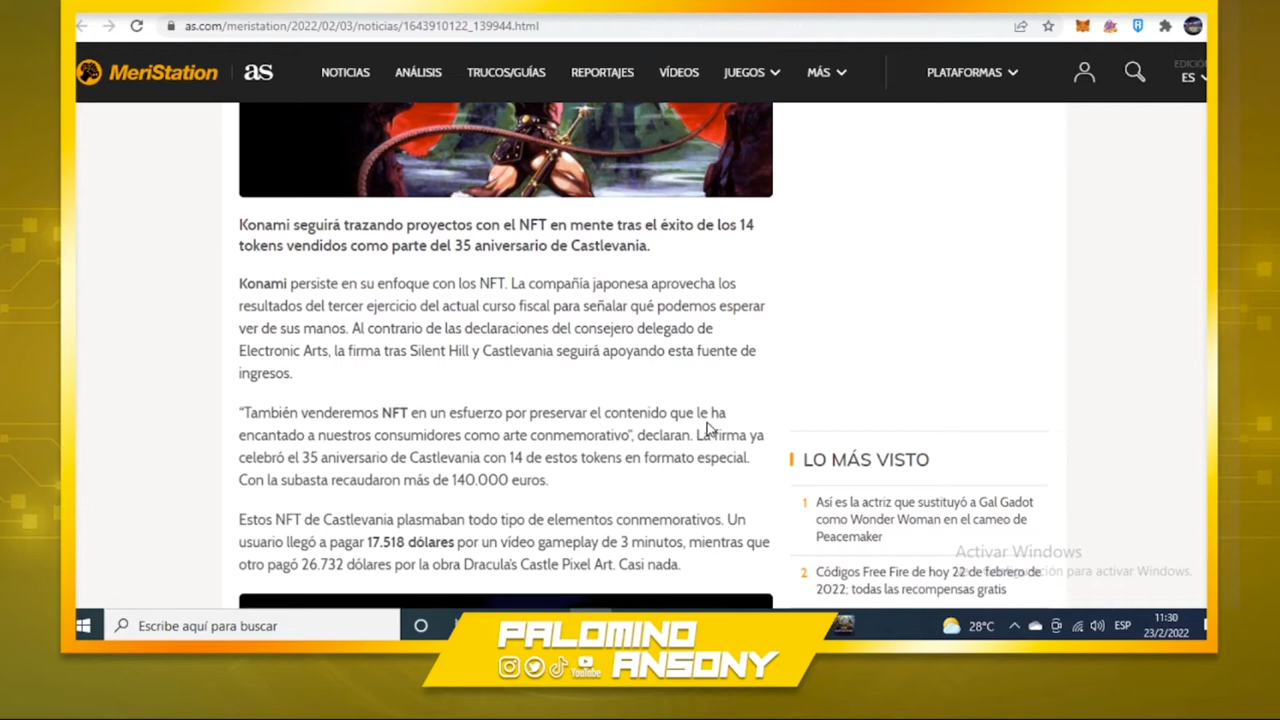 as.com/meristation/2022/02/03/noticias/1643910122_139944.html
MeriStation as NOTICIAS ANÁLISIS TRUCOS/GUÍAS REPORTAJES VÍDEOS JUEGOS MÁS PLATAFORMAS EDICIÓN
ES
Konami seguirá trazando proyectos con el NFT en mente tras el éxito de los 14
tokens vendidos como parte del 35 aniversario de Castlevania.
Konami persiste en su enfoque con los NFT. La compañía japonesa aprovecha los
resultados del tercer ejercicio del actual curso fiscal para señalar qué podemos esperar
ver de sus manos. Al contrario de las declaraciones del consejero delegado de
Electronic Arts, la firma tras Silent Hill y Castlevania seguirá apoyando esta fuente de
ingresos.
“También venderemos NFT en un esfuerzo por preservar el contenido que le ha
encantado a nuestros consumidores como arte conmemorativo”, declaran. La firma ya
celebró el 35 aniversario de Castlevania con 14 de estos tokens en formato especial.
Con la subasta recaudaron más de 140.000 euros.
Estos NFT de Castlevania plasmaban todo tipo de elementos conmemorativos. Un
usuario llegó a pagar 17.518 dólares por un vídeo gameplay de 3 minutos, mientras que
otro pagó 26.732 dólares por la obra Dracula's Castle Pixel Art. Casi nada.
LO MÁS VISTO
1 Así es la actriz que sustituyó a Gal Gadot
como Wonder Woman en el cameo de
Peacemaker
2 Códigos Free Fire de hoy 22 de febrero de
2022; todas las recompensas gratis
Activar Windows
configuración para activar Windows.
Escribe aquí para buscar
28°C ESP 11:30
23/2/2022
PALOMINO
YouTube ANSONY